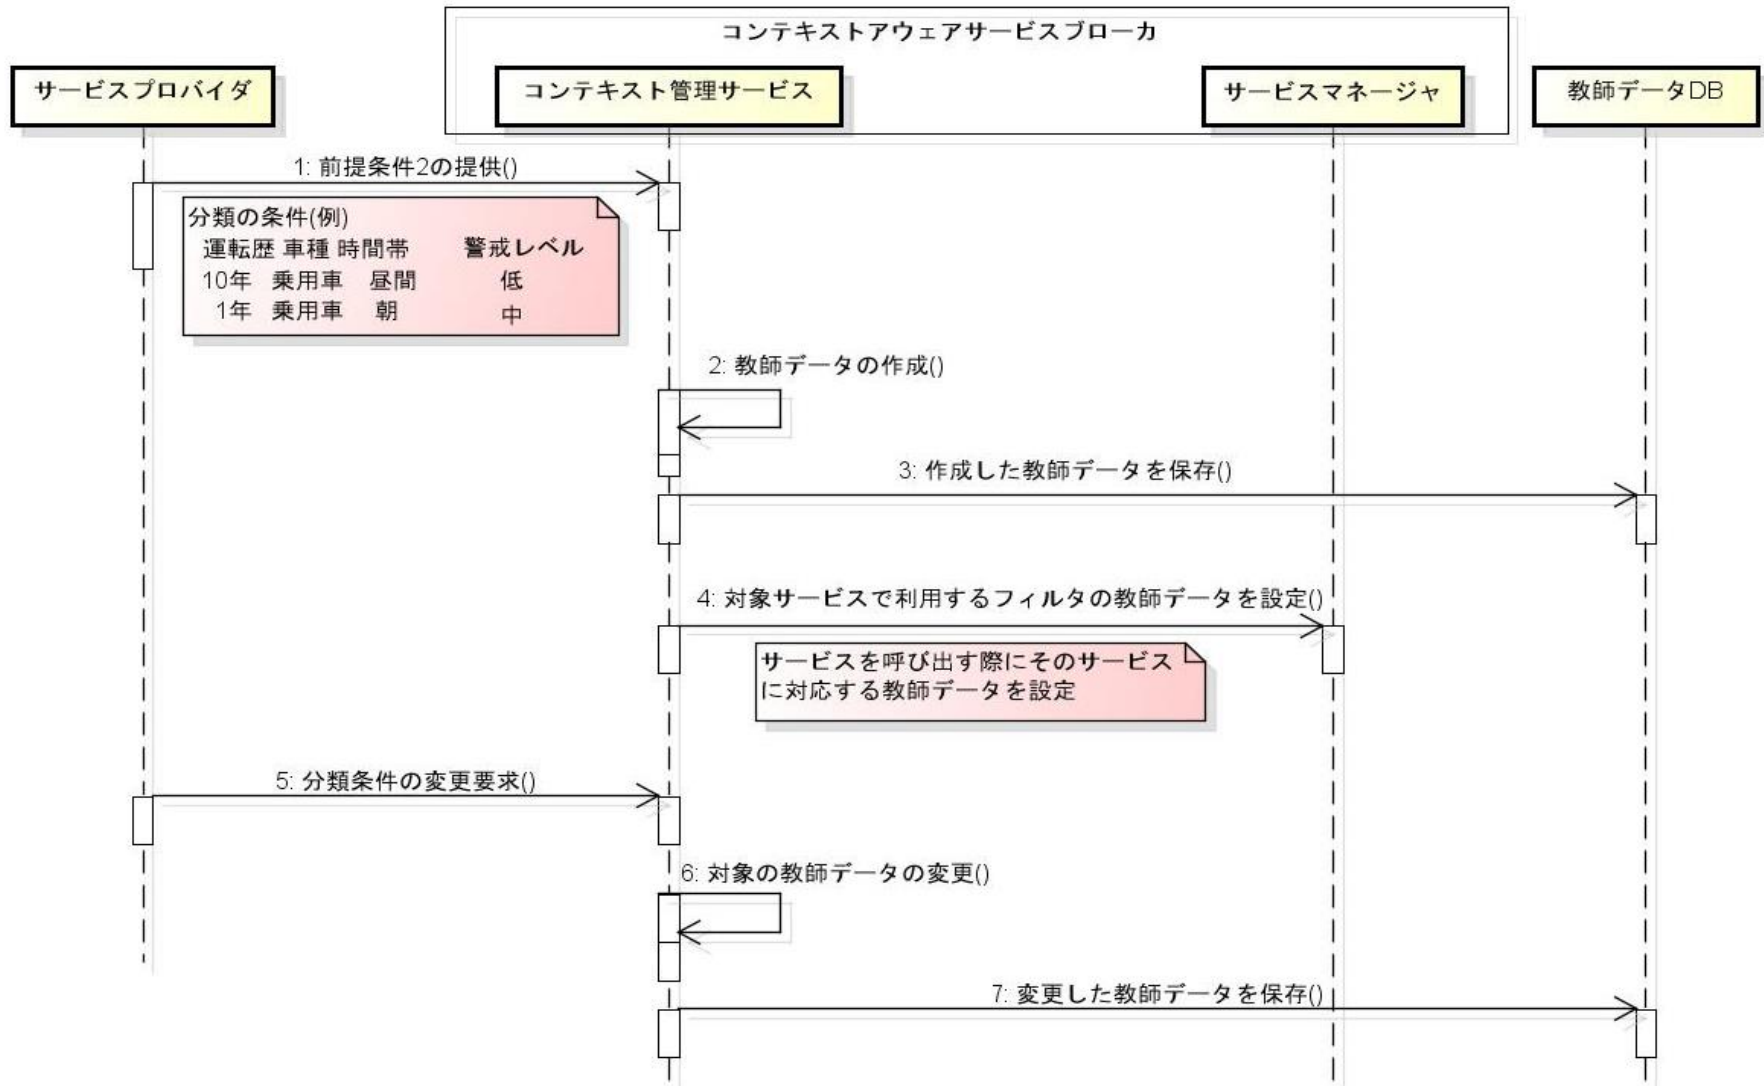 コンテキストアウェアサービスブローカ
サービスプロバイダ
コンテキスト管理サービス
サービスマネージャ
教師データDB
1: 前提条件2の提供()
分類の条件(例)
運転歴 車種 時間帯 警戒レベル
10年 乗用車 昼間 低
1年 乗用車 朝 中
2: 教師データの作成()
3: 作成した教師データを保存()
4: 対象サービスで利用するフィルタの教師データを設定()
サービスを呼び出す際にそのサービス
に対応する教師データを設定
5: 分類条件の変更要求()
6: 対象の教師データの変更()
7: 変更した教師データを保存()